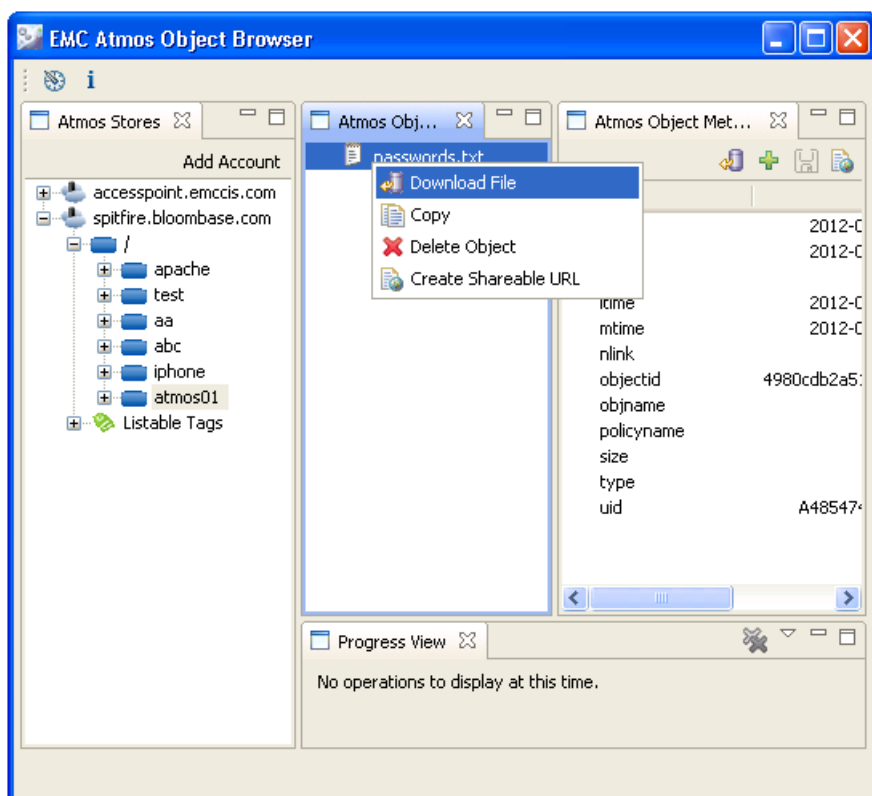 EMC Atmos Object Browser
Atmos Stores
Add Account
accesspoint.emccis.com
spitfire.bloombase.com
/
apache
test
aa
abc
iphone
atmos01
Listable Tags
Atmos Obj...
passwords.txt
Download File
Copy
Delete Object
Create Shareable URL
Atmos Object Met...
2012-0
2012-0
itime 2012-0
mtime 2012-0
nlink
objectid 4980cdb2a51
objname
policyname
size
type
uid A485474
Progress View
No operations to display at this time.